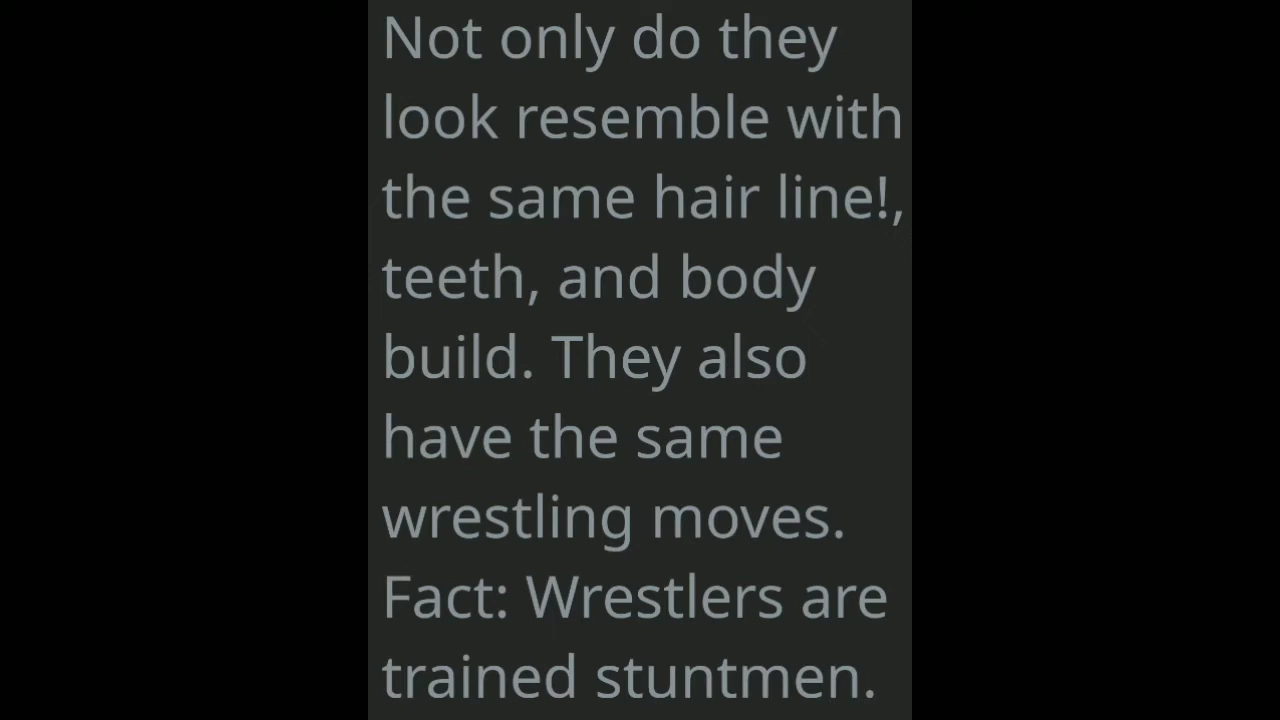 Not only do they
look resemble with
the same hair line!,
teeth, and body
build. They also
have the same
wrestling moves.
Fact: Wrestlers are
trained stuntmen.